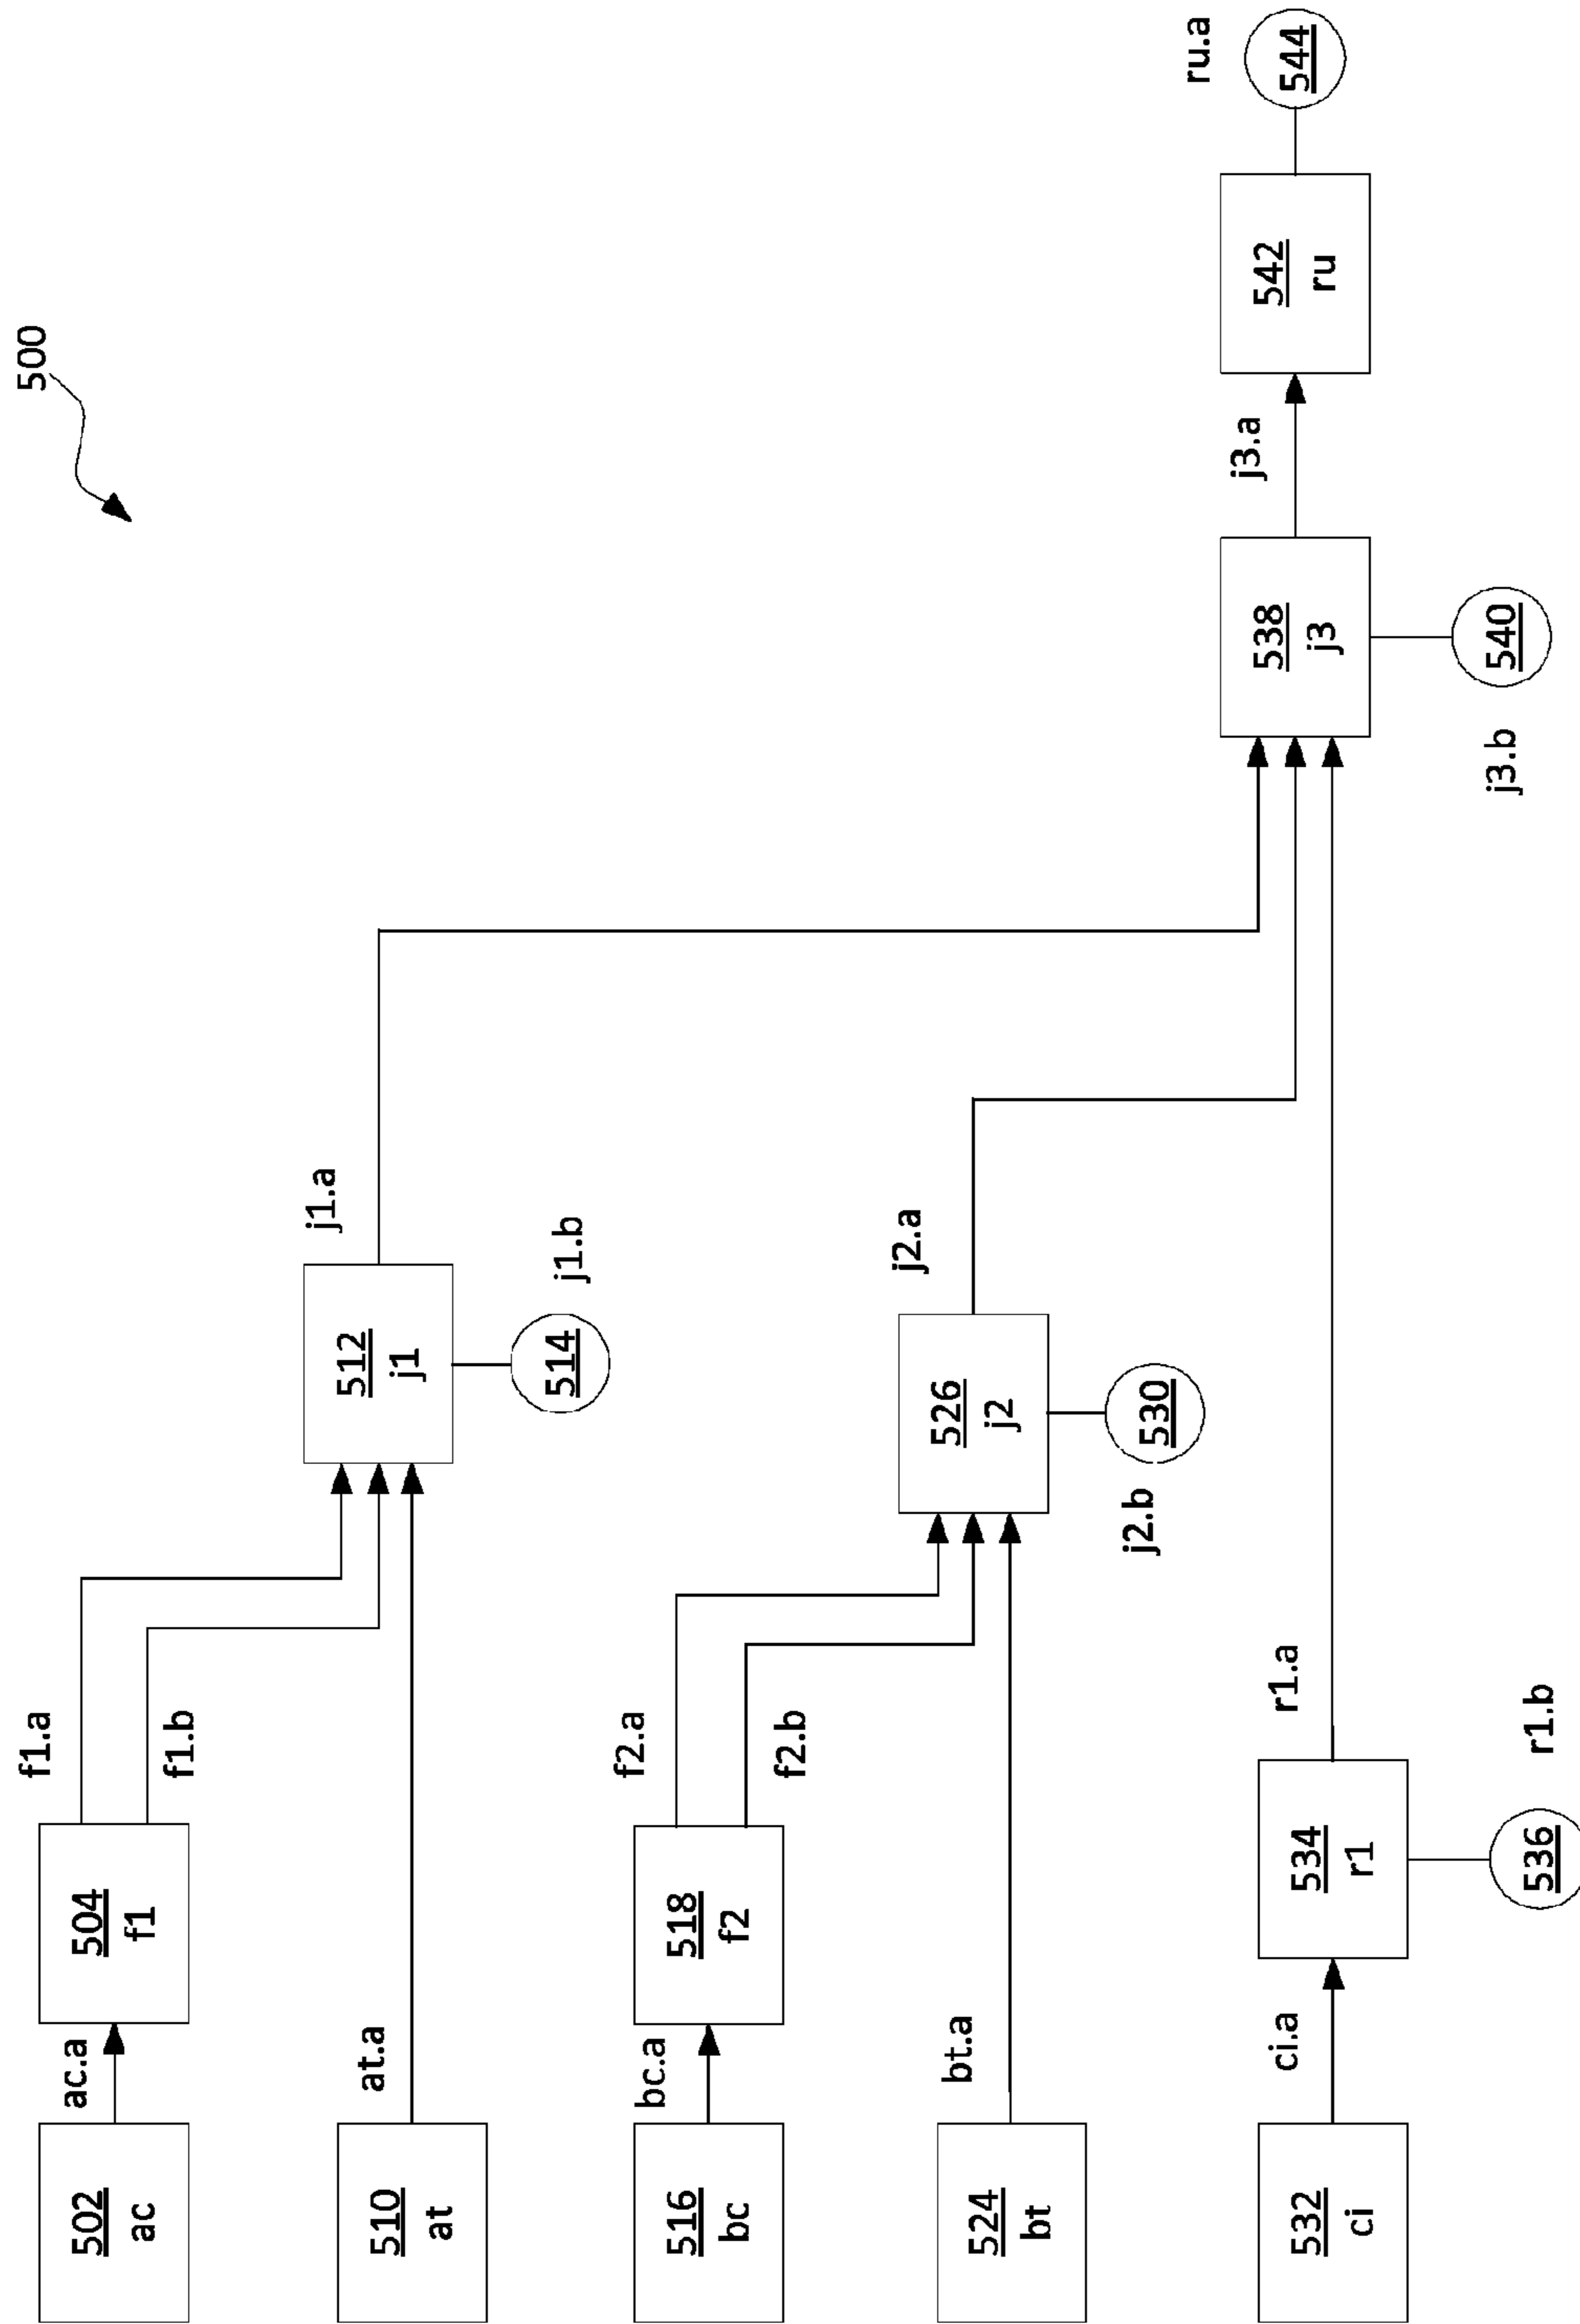 500
502
ac
ac.a
504
f1
f1.a
f1.b
510
at
at.a
512
j1
j1.a
514
j1.b
516
bc
bc.a
518
f2
f2.a
f2.b
524
bt
bt.a
526
j2
j2.a
530
j2.b
532
ci
ci.a
534
r1
r1.a
536
r1.b
538
j3
j3.a
540
j3.b
542
ru
544
ru.a